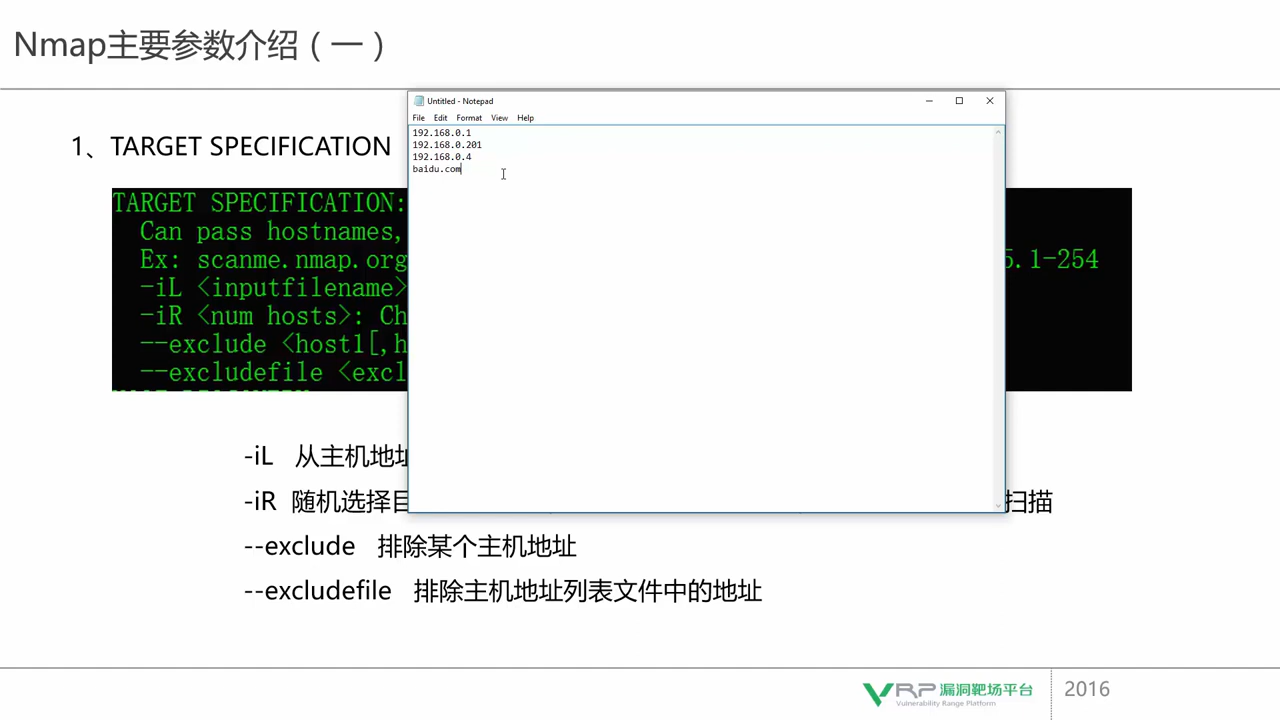 Nmap主要参数介绍（一）
Untitled - Notepad
File Edit Format View Help
192.168.0.1
192.168.0.201
192.168.0.4
baidu.com
1、TARGET SPECIFICATION
TARGET SPECIFICATION:
Can pass hostnames,
Ex: scanme.nmap.org
.1-254
-iL <inputfilename>
-iR <num hosts>: Ch
--exclude <host1[,h
--excludefile <excl
-iL 从主机地址
-iR 随机选择目 扫描
--exclude 排除某个主机地址
--excludefile 排除主机地址列表文件中的地址
VRP 漏洞靶场平台
Vulnerability Range Platform
2016